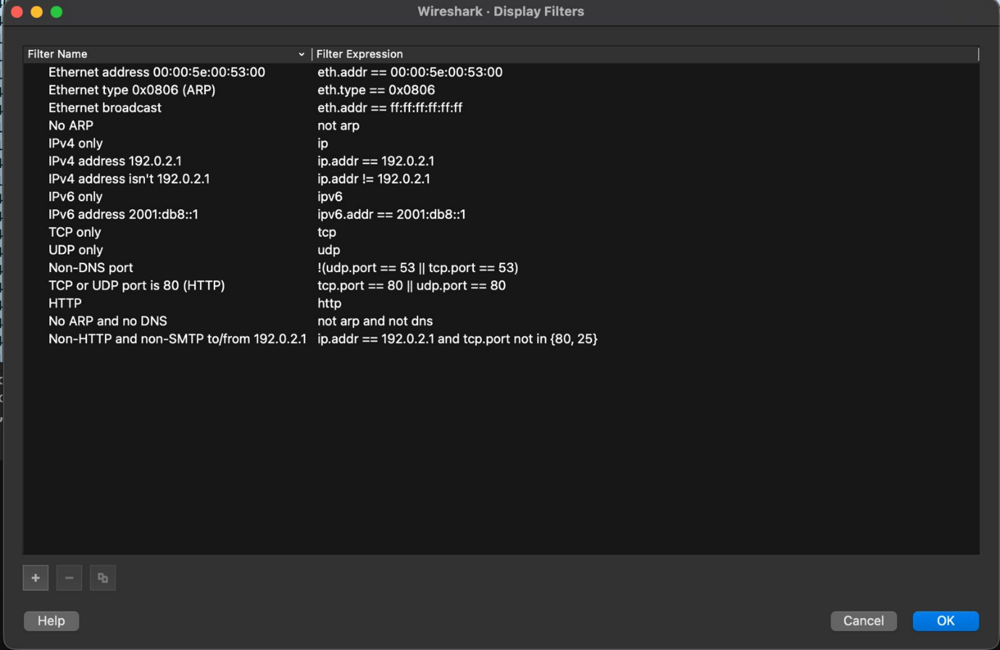 Wireshark · Display Filters
Filter Name Filter Expression
Ethernet address 00:00:5e:00:53:00 eth.addr == 00:00:5e:00:53:00
Ethernet type 0x0806 (ARP) eth.type == 0x0806
Ethernet broadcast eth.addr == ff:ff:ff:ff:ff:ff
No ARP not arp
IPv4 only ip
IPv4 address 192.0.2.1 ip.addr == 192.0.2.1
IPv4 address isn't 192.0.2.1 ip.addr != 192.0.2.1
IPv6 only ipv6
IPv6 address 2001:db8::1 ipv6.addr == 2001:db8::1
TCP only tcp
UDP only udp
Non-DNS port !(udp.port == 53 || tcp.port == 53)
TCP or UDP port is 80 (HTTP) tcp.port == 80 || udp.port == 80
HTTP http
No ARP and no DNS not arp and not dns
Non-HTTP and non-SMTP to/from 192.0.2.1 ip.addr == 192.0.2.1 and tcp.port not in {80, 25}
Help Cancel OK